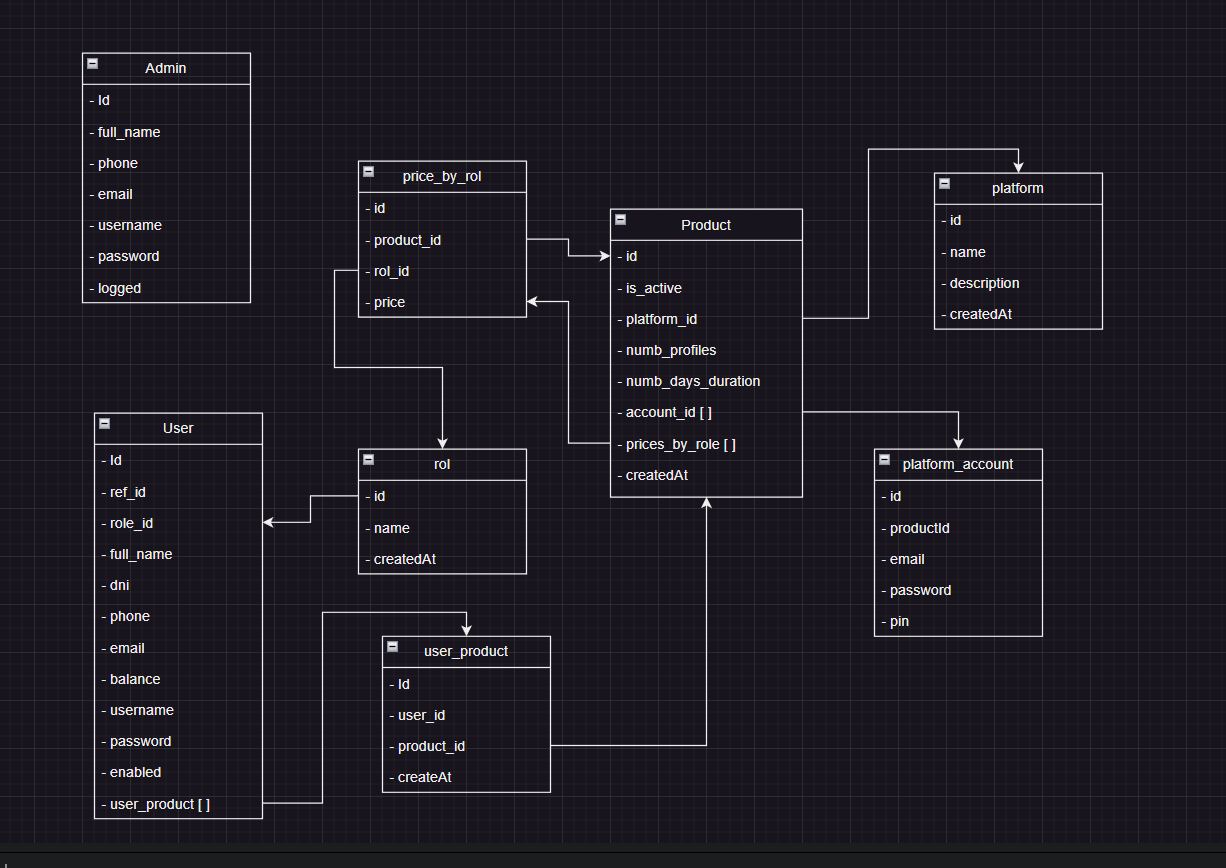 Admin
- Id
- full_name
- phone
- email
- username
- password
- logged
price_by_rol
- id
- product_id
- rol_id
- price
Product
- id
- is_active
- platform_id
- numb_profiles
- numb_days_duration
- account_id [ ]
- prices_by_role [ ]
- createdAt
platform
- id
- name
- description
- createdAt
User
- Id
- ref_id
- role_id
- full_name
- dni
- phone
- email
- balance
- username
- password
- enabled
- user_product [ ]
rol
- id
- name
- createdAt
user_product
- Id
- user_id
- product_id
- createAt
platform_account
- id
- productId
- email
- password
- pin